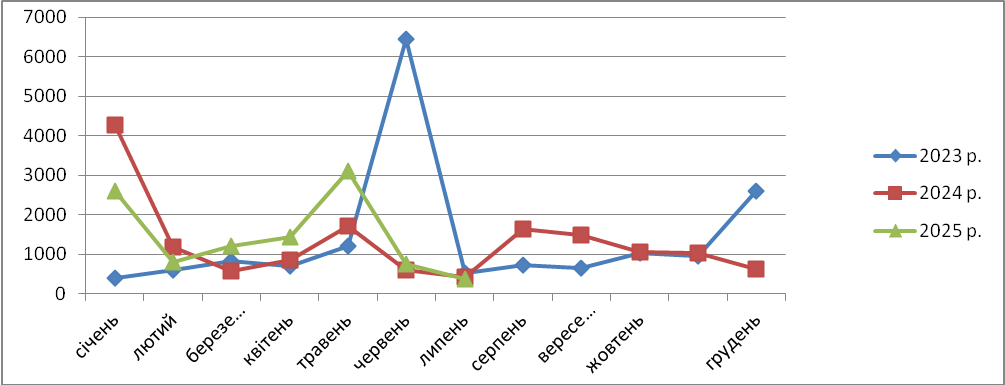 7000
6000
5000
4000
3000
2000
1000
0
січень
лютий
березе...
квітень
травень
червень
липень
серпень
вересе...
жовтень
грудень
2023 р.
2024 р.
2025 р.